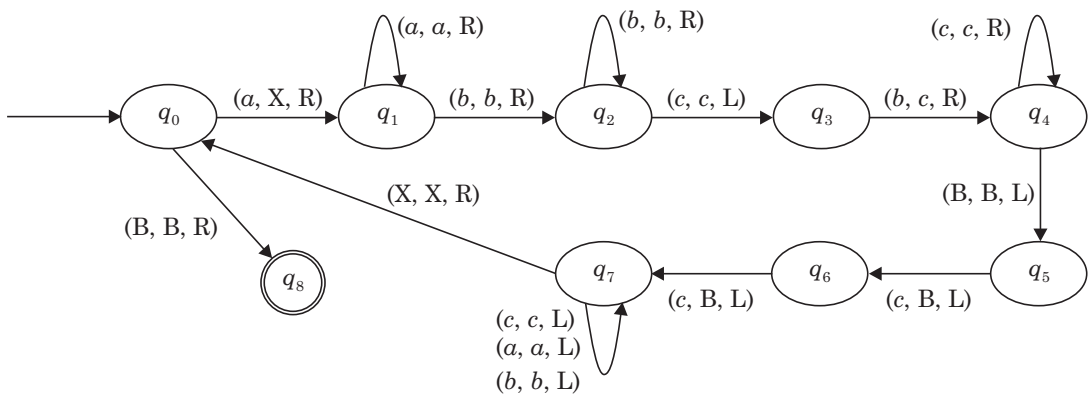 (a, a, R)
(b, b, R)
(c, c, R)
q0
(a, X, R)
q1
(b, b, R)
q2
(c, c, L)
q3
(b, c, R)
q4
(X, X, R)
(B, B, L)
(B, B, R)
q8
q7
(c, B, L)
q6
(c, B, L)
q5
(c, c, L)
(a, a, L)
(b, b, L)